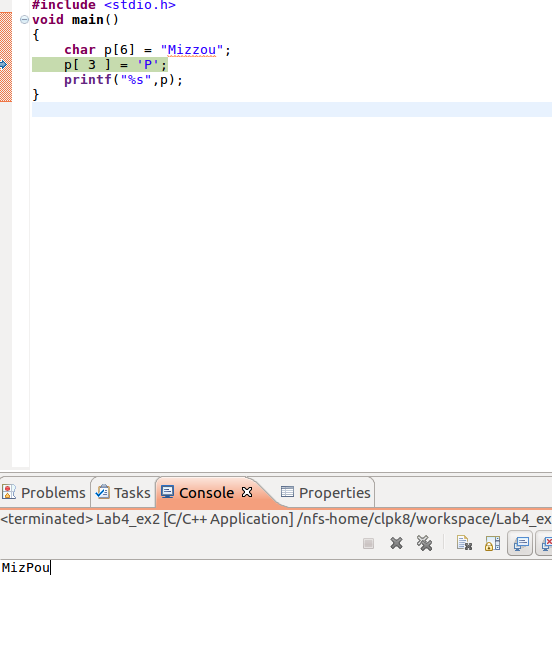 #include <stdio.h>
void main()
{
    char p[6] = "Mizzou";
    p[ 3 ] = 'P';
    printf("%s",p);
}
Problems Tasks Console Properties
<terminated> Lab4_ex2 [C/C++ Application] /nfs-home/clpk8/workspace/Lab4_ex
MizPou